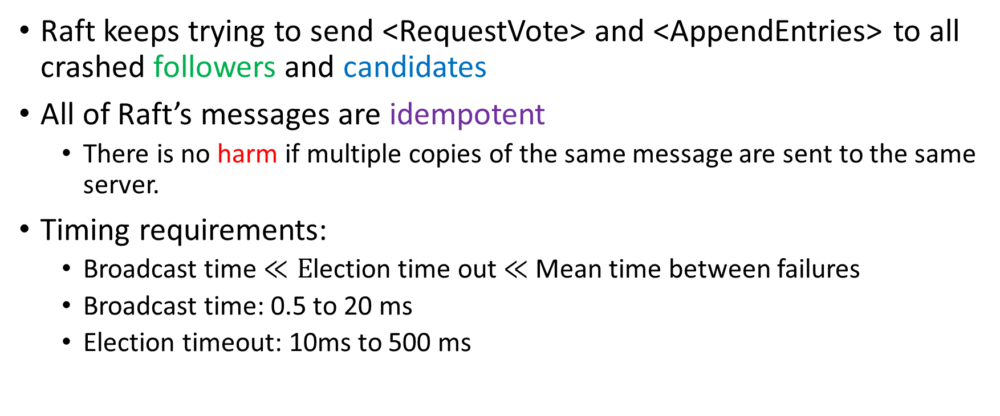 • Raft keeps trying to send <RequestVote> and <AppendEntries> to all
crashed followers and candidates
• All of Raft’s messages are idempotent
• There is no harm if multiple copies of the same message are sent to the same
server.
• Timing requirements:
• Broadcast time ≪ Election time out ≪ Mean time between failures
• Broadcast time: 0.5 to 20 ms
• Election timeout: 10ms to 500 ms